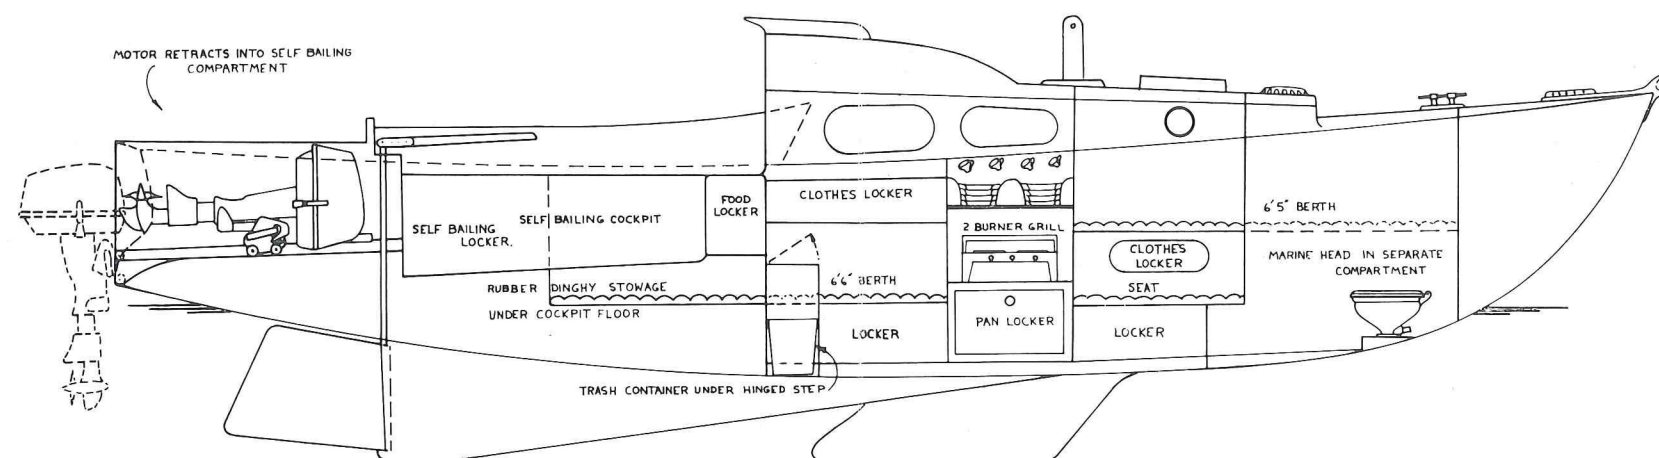 MOTOR RETRACTS INTO SELF BAILING
COMPARTMENT
SELF BAILING
LOCKER.
SELF BAILING COCKPIT
FOOD
LOCKER
CLOTHES LOCKER
2 BURNER GRILL
6'5" BERTH
CLOTHES
LOCKER
MARINE HEAD IN SEPARATE
COMPARTMENT
RUBBER DINGHY STOWAGE
UNDER COCKPIT FLOOR
6'6" BERTH
SEAT
LOCKER
PAN LOCKER
LOCKER
TRASH CONTAINER UNDER HINGED STEP